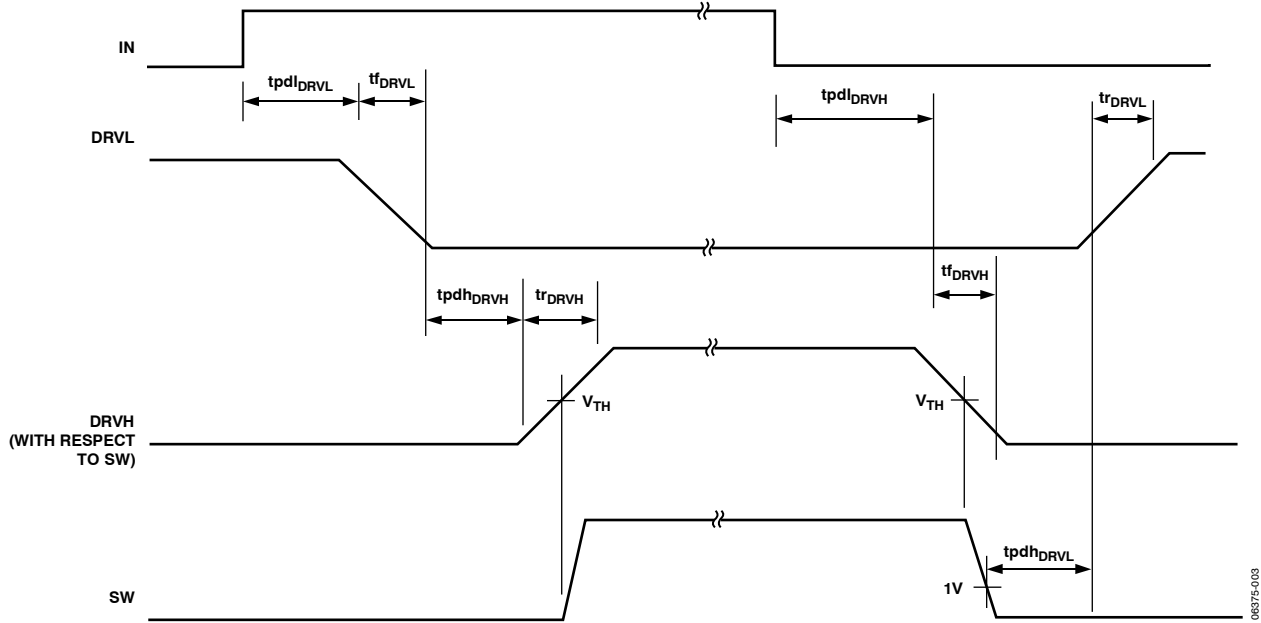 IN
tpdlDRVL
tfDRVL
tpdlDRVH
trDRVL
DRVL
tfDRVH
tpdhDRVH
trDRVH
VTH
VTH
DRVH
(WITH RESPECT
TO SW)
tpdhDRVL
1V
SW
06375-003